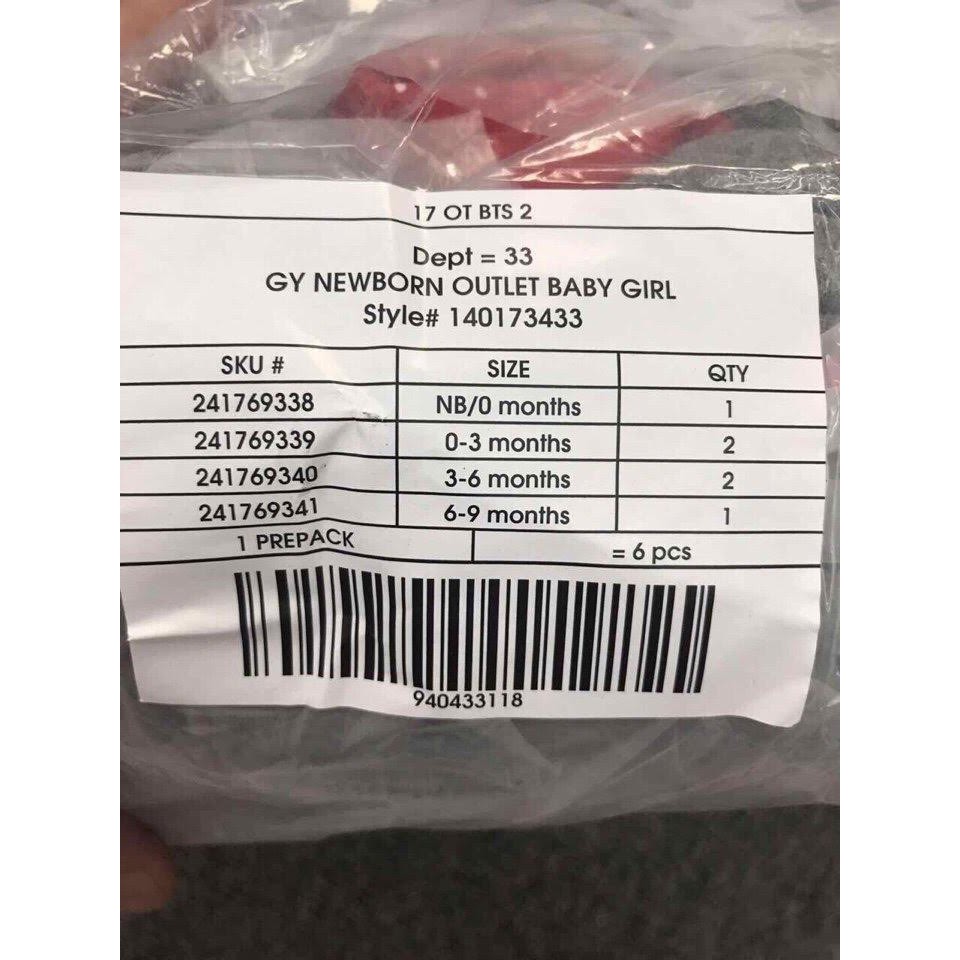 17 OT BTS 2
Dept = 33
GY NEWBORN OUTLET BABY GIRL
Style# 140173433
SKU # SIZE QTY
241769338 NB/0 months 1
241769339 0-3 months 2
241769340 3-6 months 2
241769341 6-9 months 1
1 PREPACK = 6 pcs
940433118